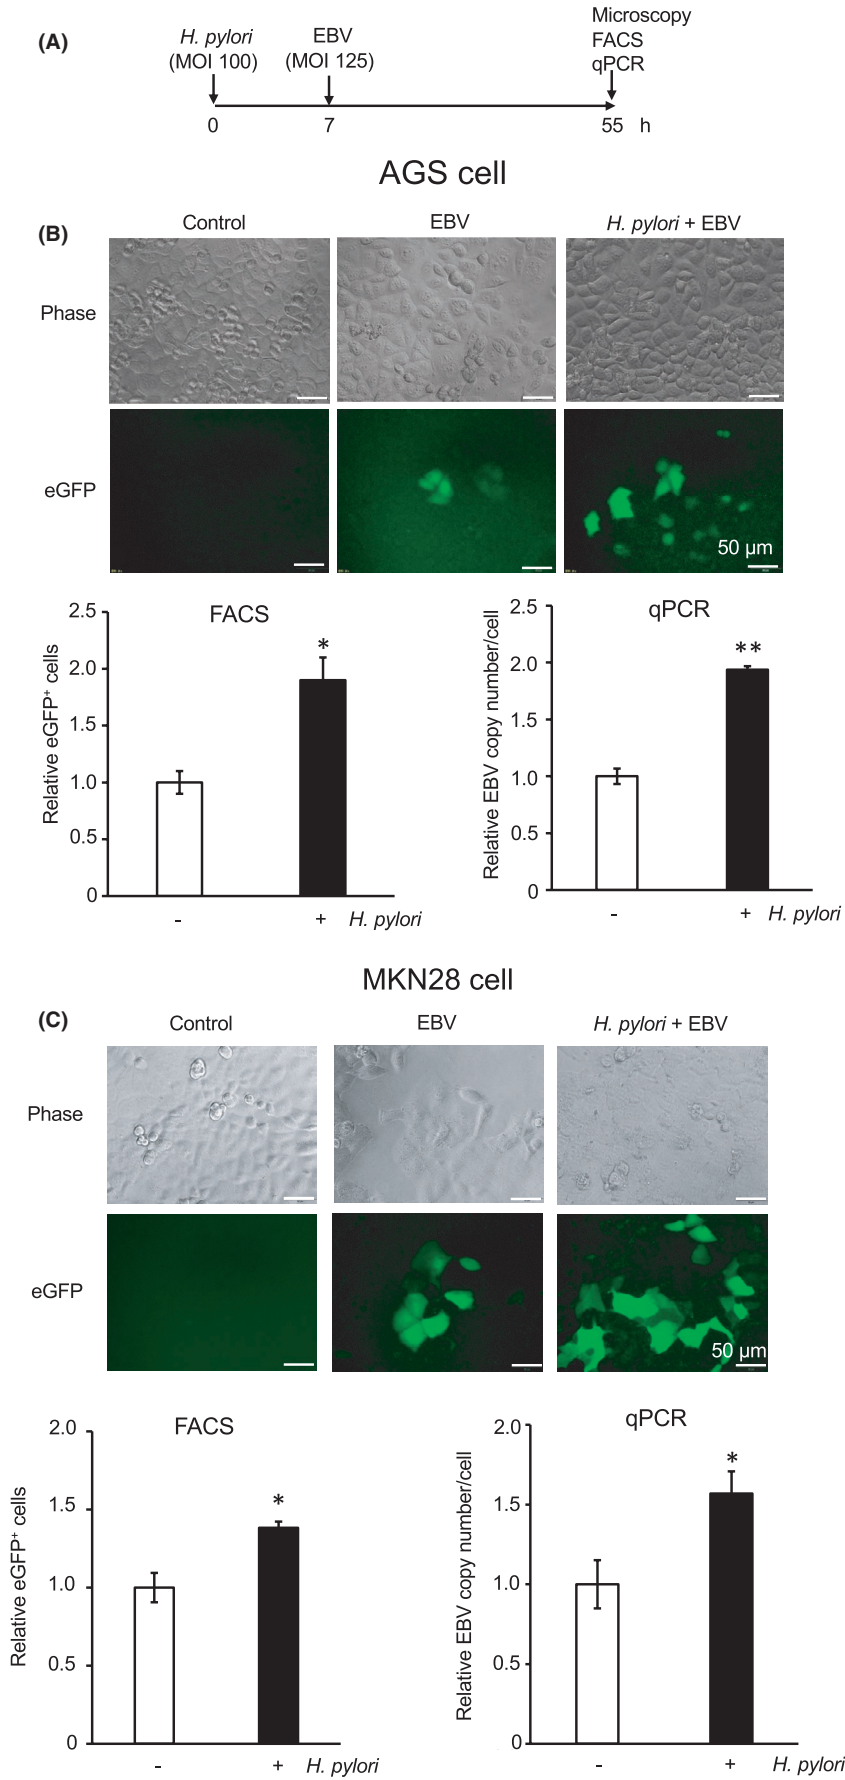 (A)
H. pylori
(MOI 100)
EBV
(MOI 125)
Microscopy
FACS
qPCR
0 7 55 h
AGS cell
(B)
Control EBV H. pylori + EBV
Phase
eGFP
50 µm
FACS
Relative eGFP+ cells
2.5
2.0
1.5
1.0
0.5
0
*
- + H. pylori
qPCR
Relative EBV copy number/cell
2.5
2.0
1.5
1.0
0.5
0
**
- + H. pylori
MKN28 cell
(C)
Control EBV H. pylori + EBV
Phase
eGFP
50 µm
FACS
Relative eGFP+ cells
2.0
1.5
1.0
0.5
0
*
- + H. pylori
qPCR
Relative EBV copy number/cell
2.0
1.5
1.0
0.5
0
*
- + H. pylori